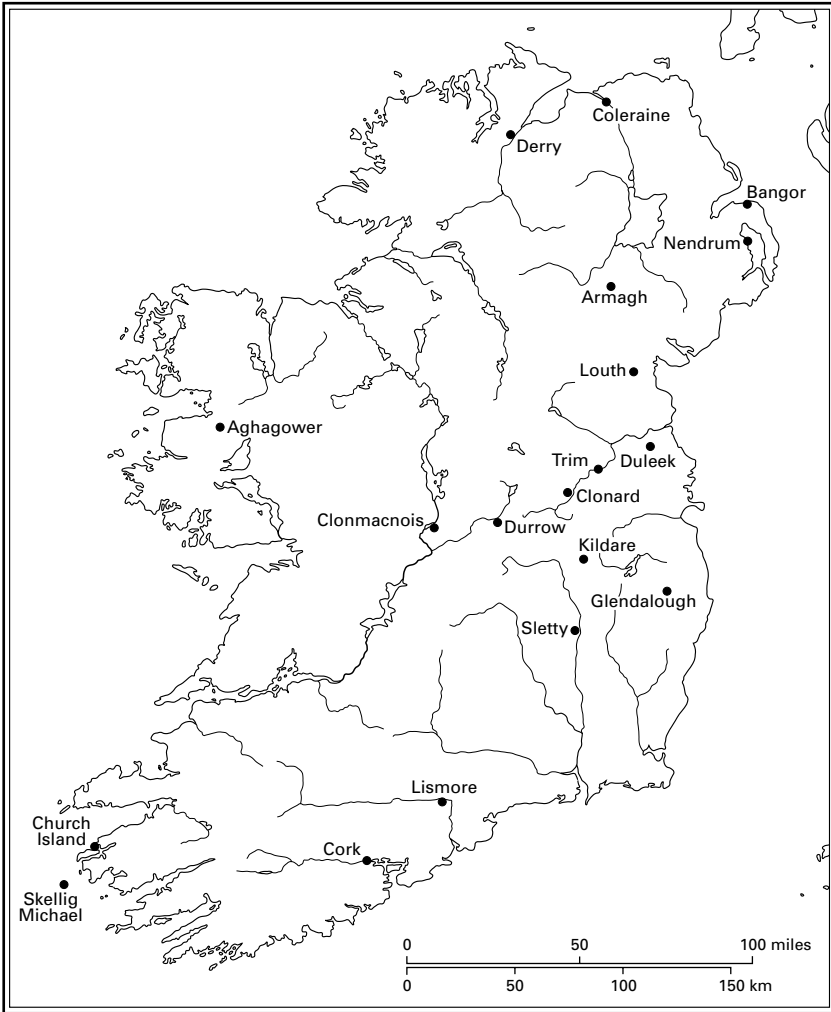 Coleraine
Derry
Bangor
Nendrum
Armagh
Louth
Aghagower
Trim
Duleek
Clonard
Clonmacnois
Durrow
Kildare
Glendalough
Sletty
Lismore
Church
Island
Cork
Skellig
Michael
0 50 100 miles
0 50 100 150 km